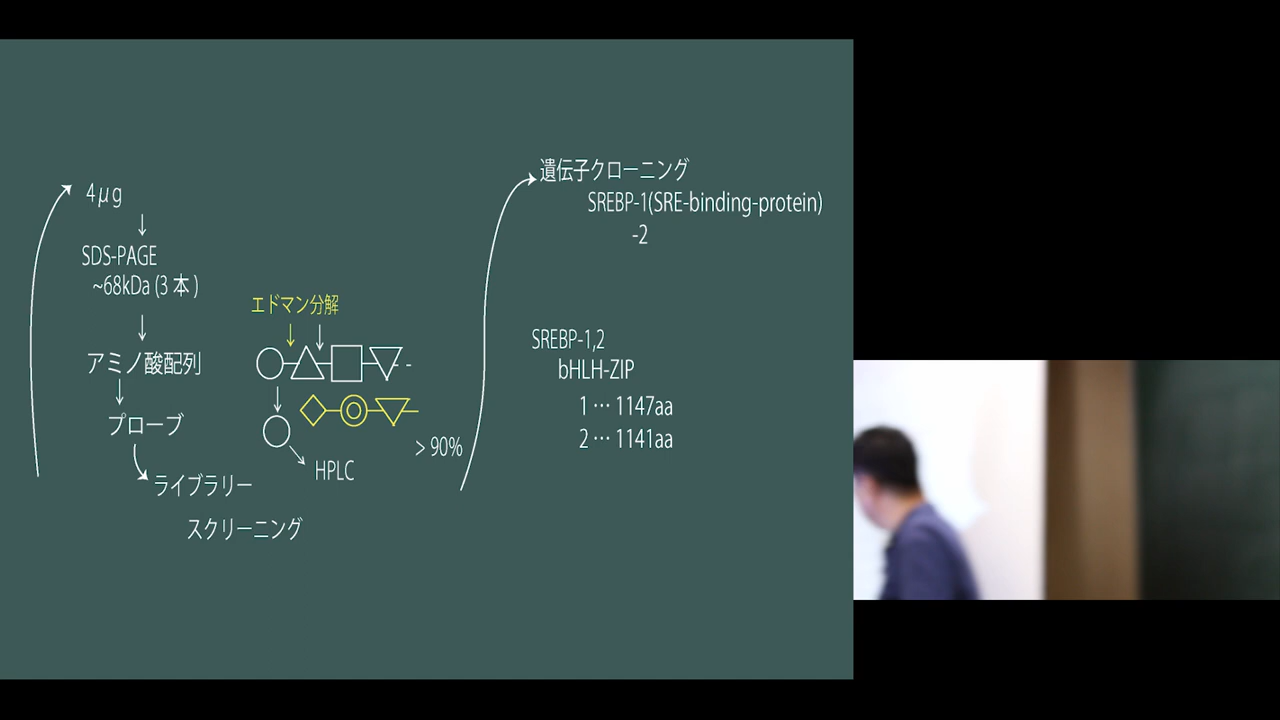 4μg
SDS-PAGE
~68kDa (3 本 )
アミノ酸配列
プローブ
ライブラリー
スクリーニング
エドマン分解
HPLC
> 90%
遺伝子クローニング
SREBP-1(SRE-binding-protein)
-2
SREBP-1,2
bHLH-ZIP
1 ··· 1147aa
2 ··· 1141aa